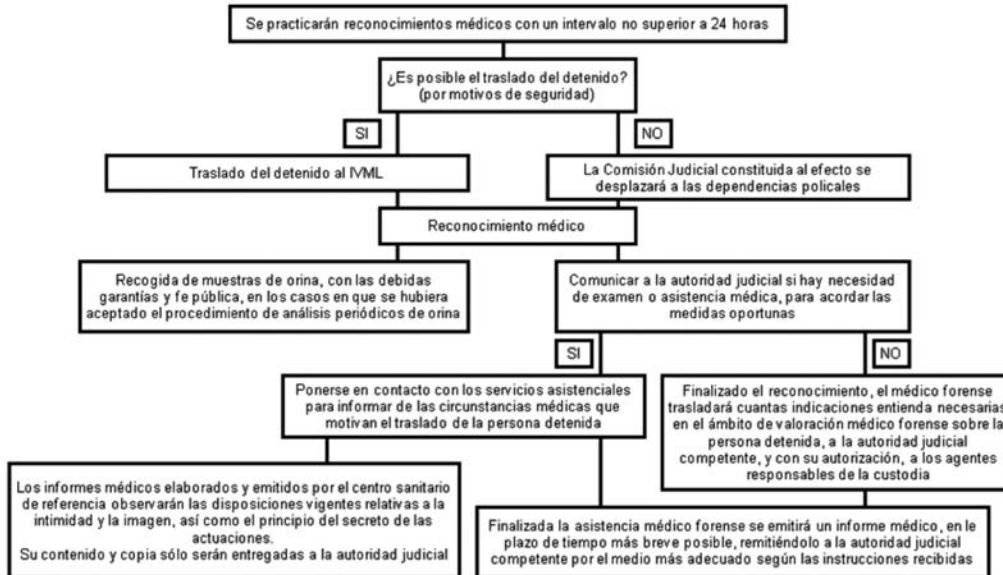 Se practicarán reconocimientos médicos con un intervalo no superior a 24 horas
¿Es posible el traslado del detenido?
(por motivos de seguridad)
SI
NO
Traslado del detenido al IVML
La Comisión Judicial constituida al efecto se
desplazará a las dependencias policales
Reconocimiento médico
Recogida de muestras de orina, con las debidas
garantías y fe pública, en los casos en que se hubiera
aceptado el procedimiento de análisis periódicos de orina
Comunicar a la autoridad judicial si hay necesidad
de examen o asistencia médica, para acordar las
medidas oportunas
SI
NO
Ponerse en contacto con los servicios asistenciales
para informar de las circunstancias médicas que
motivan el traslado de la persona detenida
Finalizado el reconocimiento, el médico forense
trasladará cuantas indicaciones entienda necesarias
en el ámbito de valoración médico forense sobre la
persona detenida, a la autoridad judicial
competente, y con su autorización, a los agentes
responsables de la custodia
Los informes médicos elaborados y emitidos por el centro sanitario
de referencia observarán las disposiciones vigentes relativas a la
intimidad y la imagen, así como el principio del secreto de las
actuaciones.
Su contenido y copia sólo serán entregadas a la autoridad judicial
Finalizada la asistencia médico forense se emitirá un informe médico, en le
plazo de tiempo más breve posible, remitiéndolo a la autoridad judicial
competente por el medio más adecuado según las instrucciones recibidas